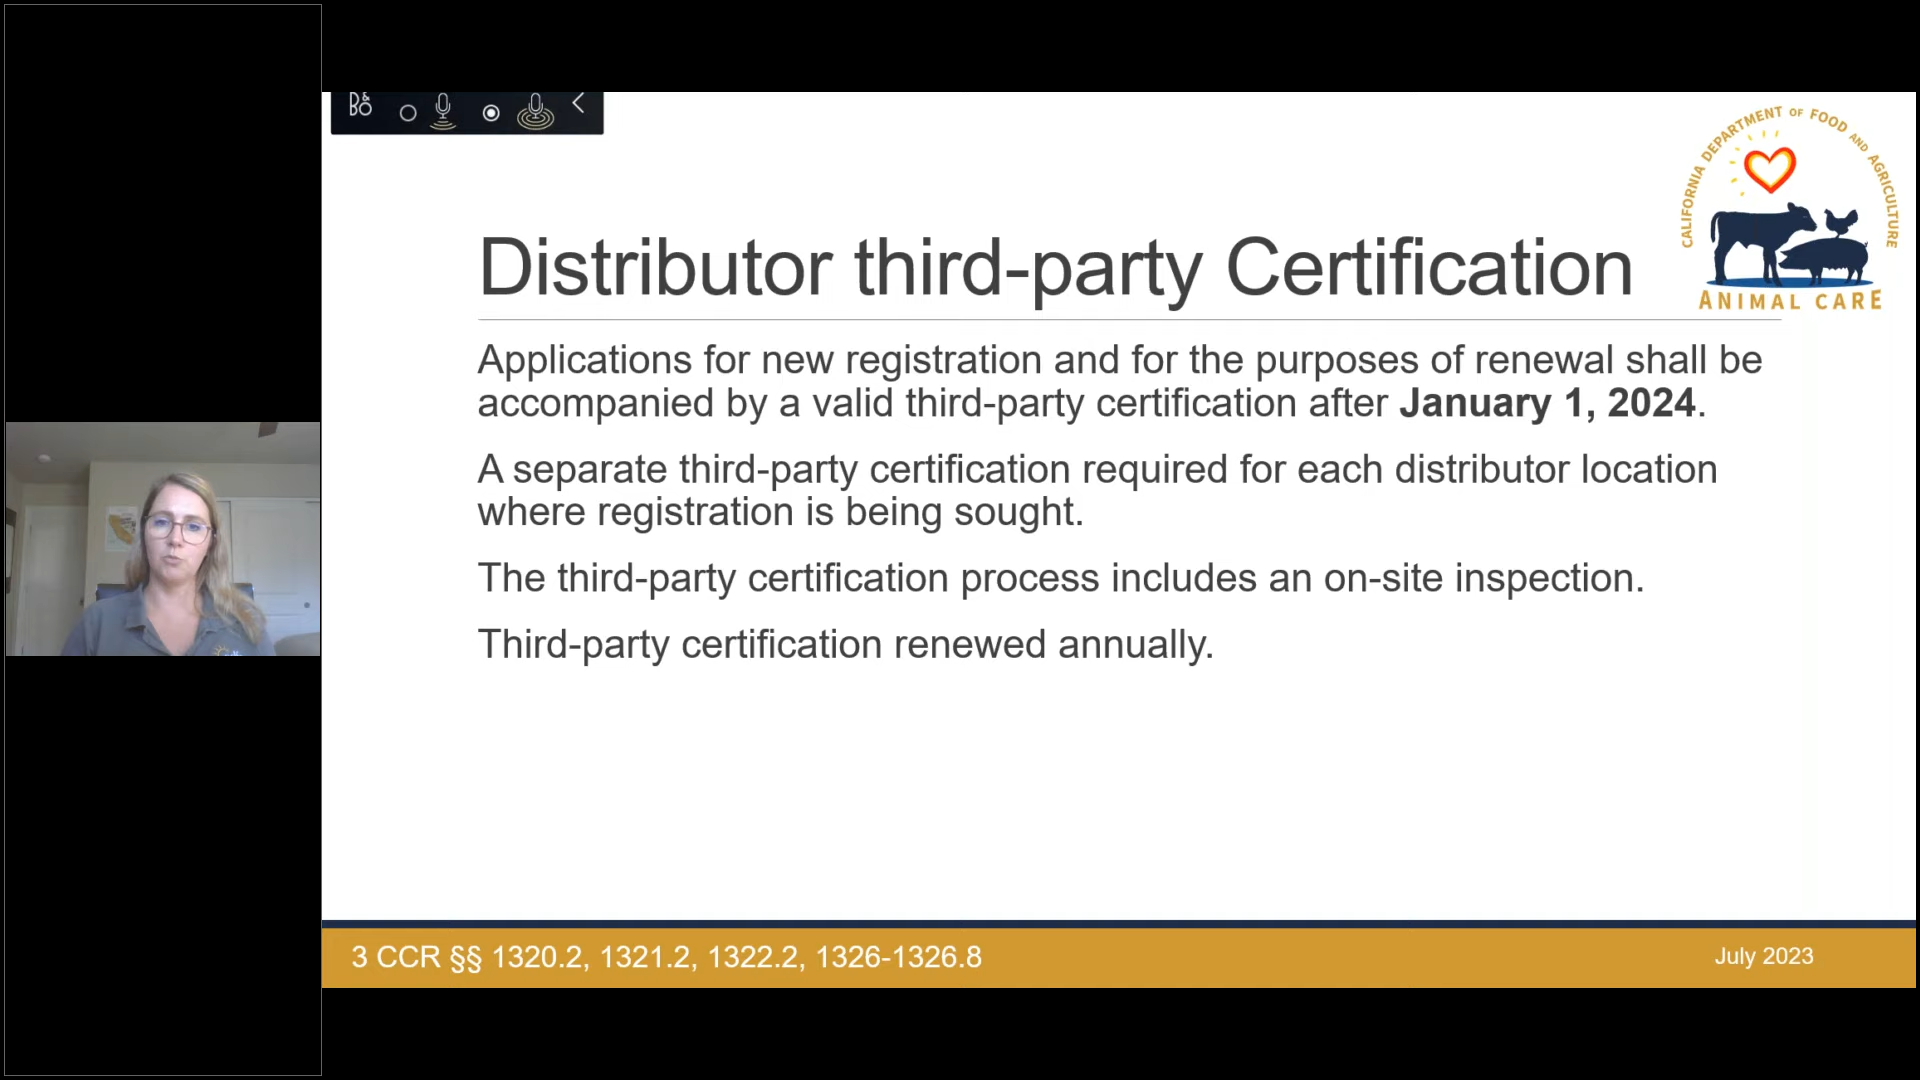 B&
BO
CALIFORNIA DEPARTMENT OF FOOD AND AGRICULTURE
ANIMAL CARE
Distributor third-party Certification
Applications for new registration and for the purposes of renewal shall be
accompanied by a valid third-party certification after January 1, 2024.
A separate third-party certification required for each distributor location
where registration is being sought.
The third-party certification process includes an on-site inspection.
Third-party certification renewed annually.
3 CCR §§ 1320.2, 1321.2, 1322.2, 1326-1326.8
July 2023